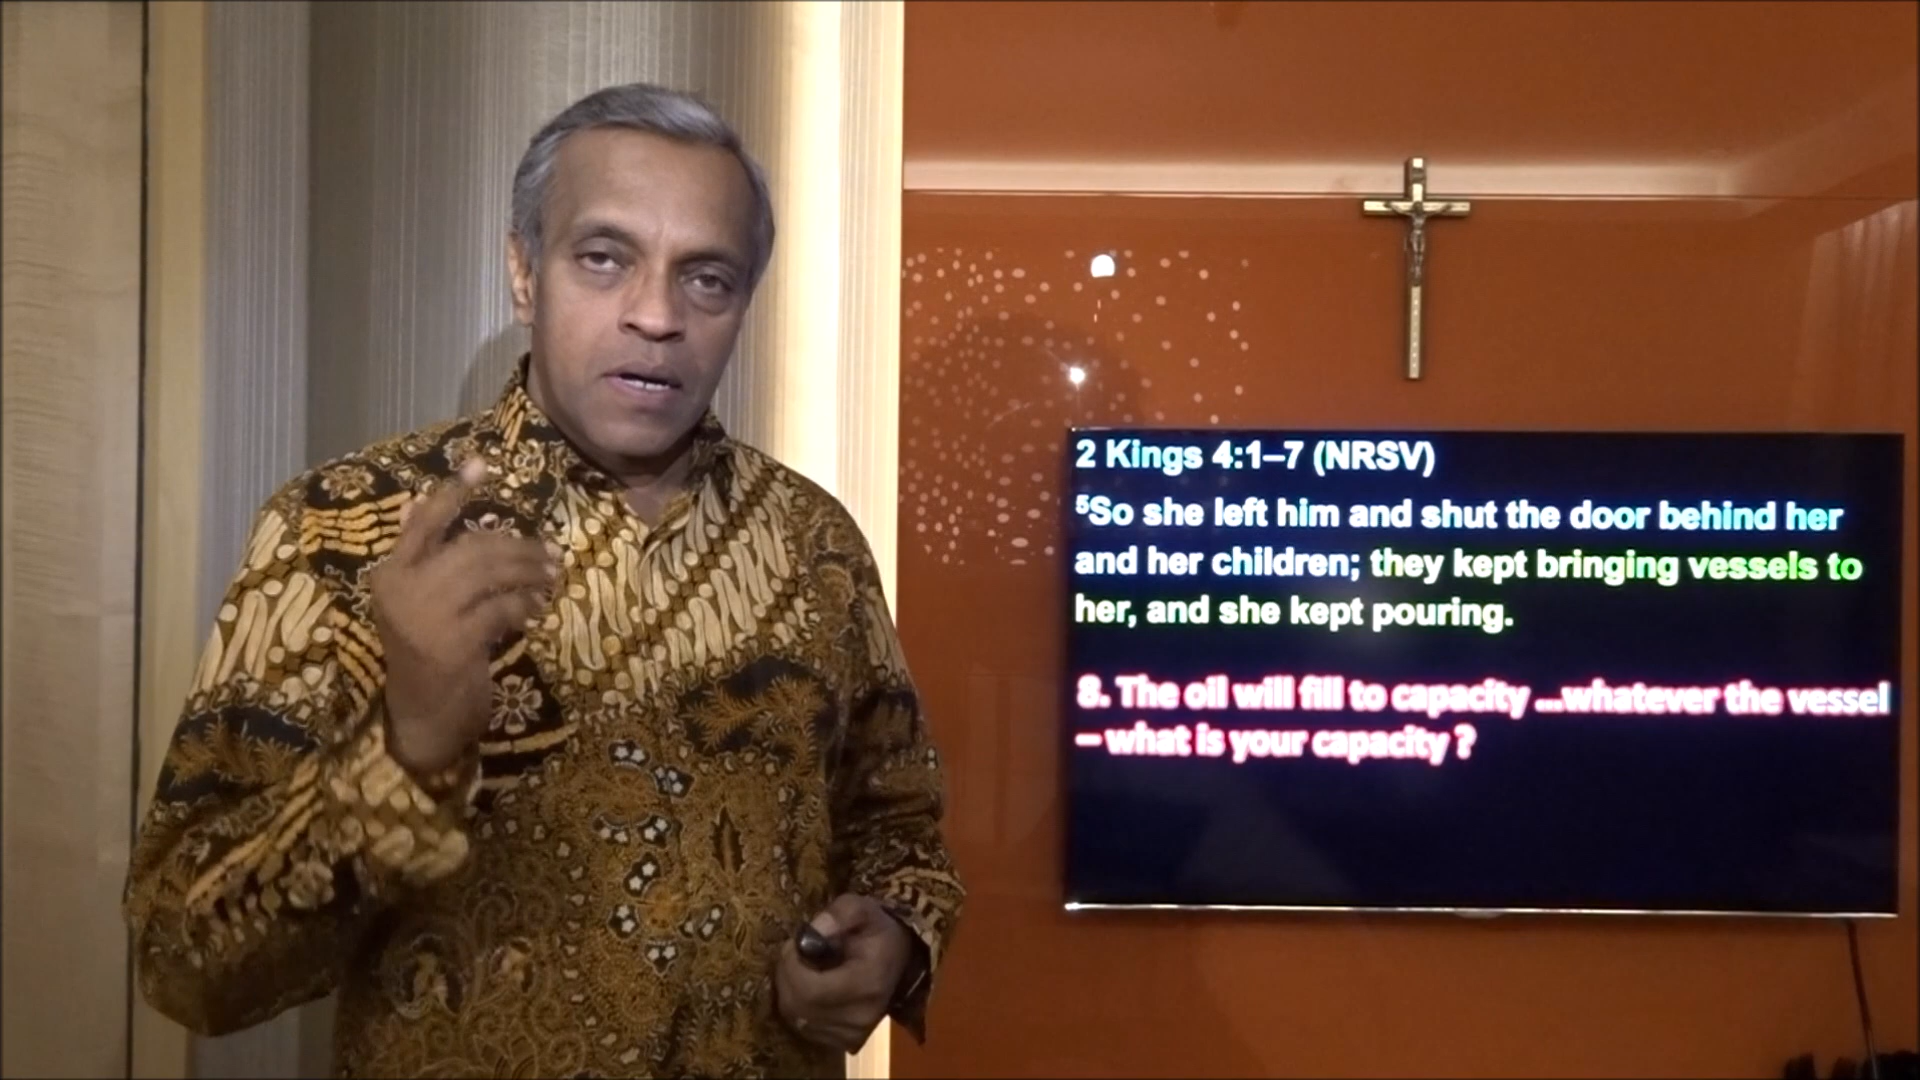 2 Kings 4:1–7 (NRSV)
⁵So she left him and shut the door behind her
and her children; they kept bringing vessels to
her, and she kept pouring.
8. The oil will fill to capacity ...whatever the vessel
– what is your capacity ?